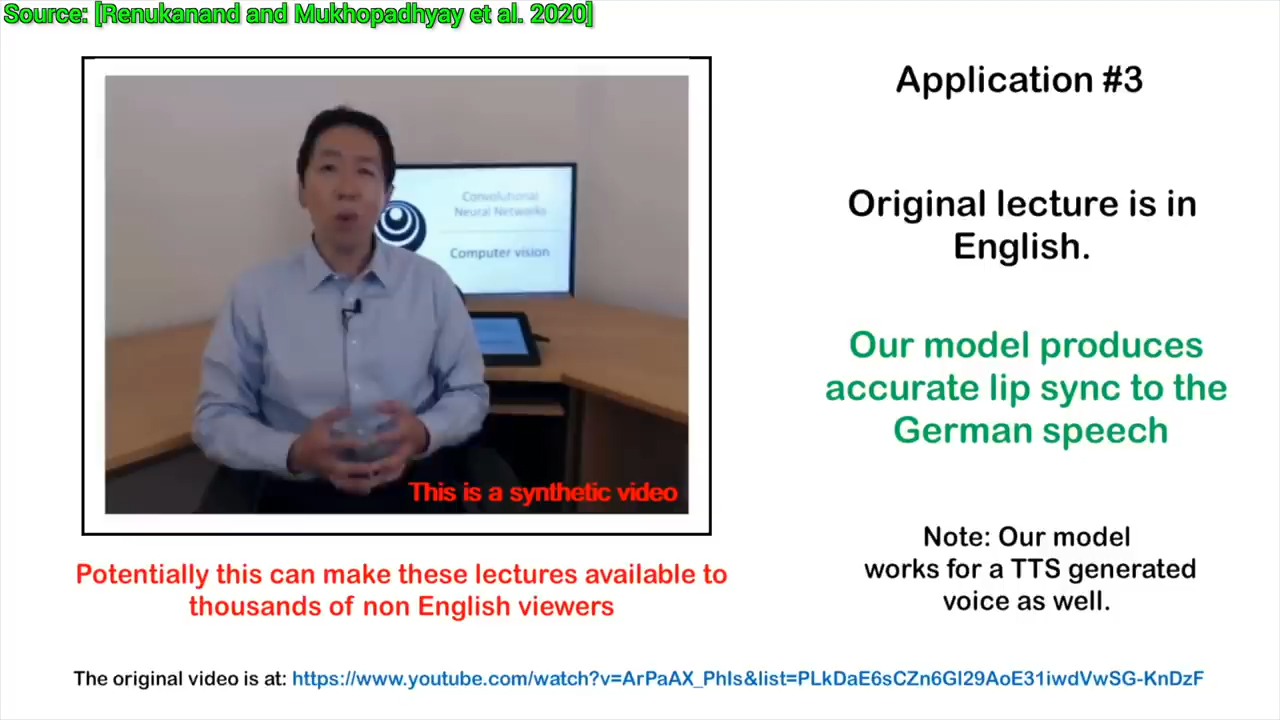 Source: [Renukanand and Mukhopadhyay et al. 2020]
Application #3
Original lecture is in
English.
Our model produces
accurate lip sync to the
German speech
Note: Our model
works for a TTS generated
voice as well.
Convolutional
Neural Networks
Computer vision
This is a synthetic video
Potentially this can make these lectures available to
thousands of non English viewers
The original video is at: https://www.youtube.com/watch?v=ArPaAX_PhIs&list=PLkDaE6sCZn6Gl29AoE31iwdVwSG-KnDzF